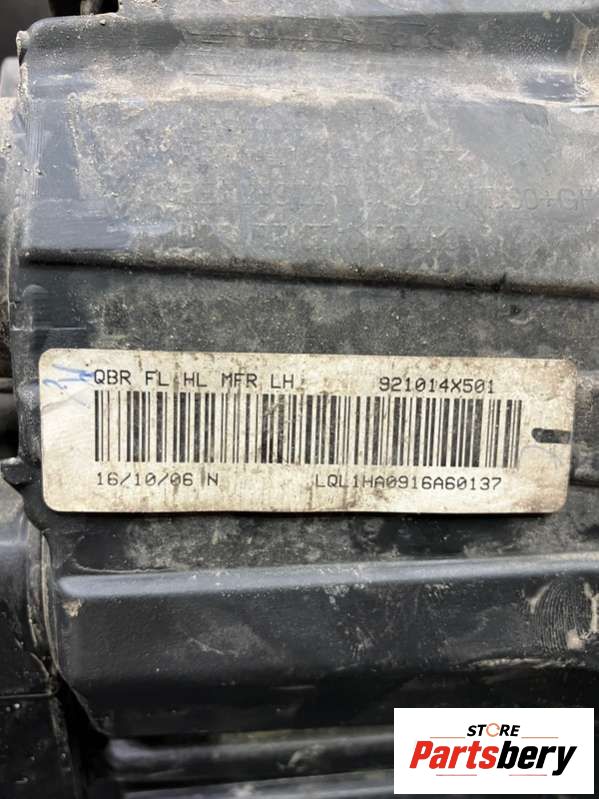 QBR FL HL MFR LH 921014X501
16/10/06 N LQL1HA0916A60137
STORE
Partsbery